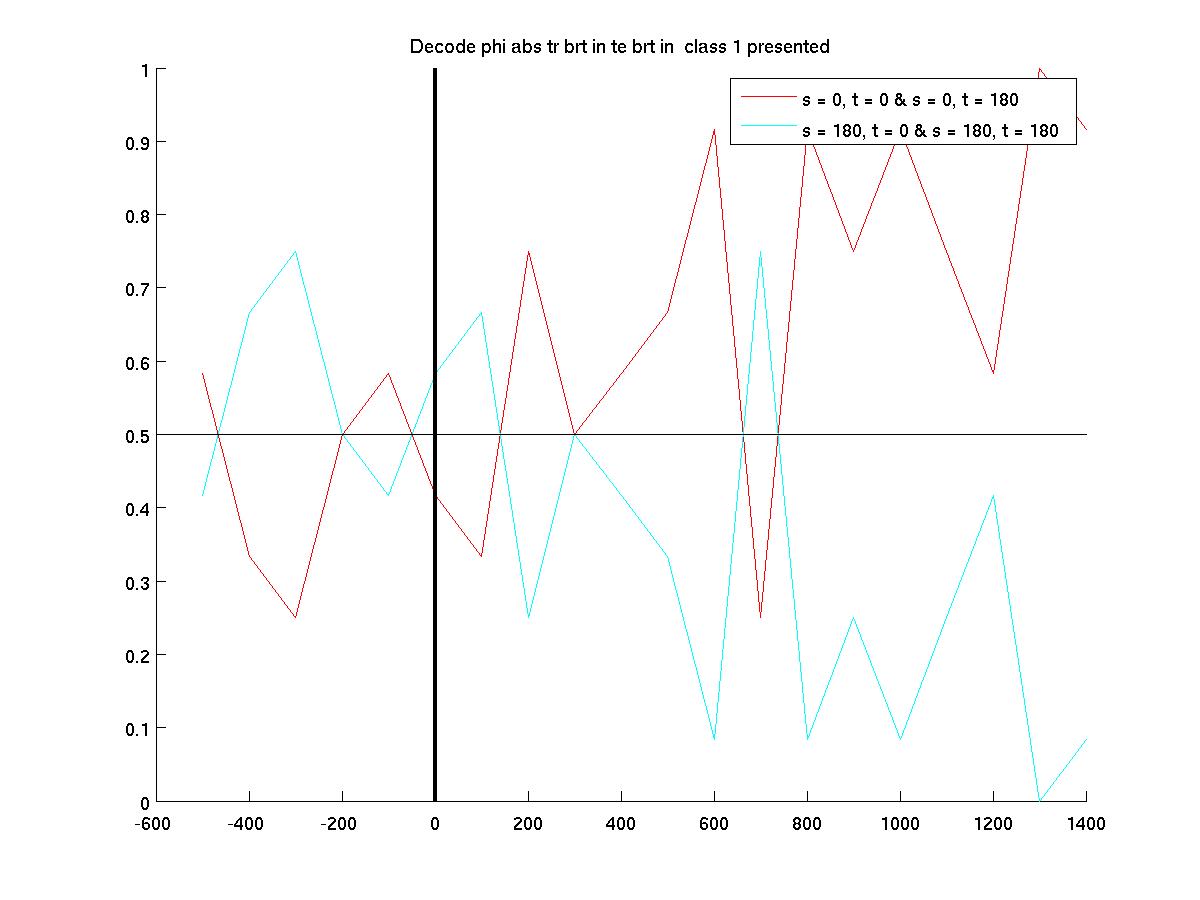 Decode phi abs tr brt in te brt in  class 1 presented
s = 0, t = 0 & s = 0, t = 180
s = 180, t = 0 & s = 180, t = 180
1
0.9
0.8
0.7
0.6
0.5
0.4
0.3
0.2
0.1
0
-600 -400 -200 0 200 400 600 800 1000 1200 1400